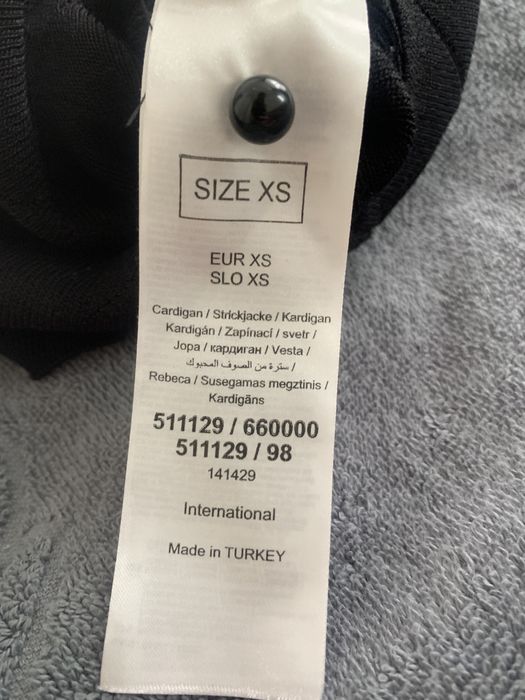 SIZE XS
EUR XS
SLO XS
Cardigan / Strickjacke / Kardigan
Kardigán / Zapínací / svetr /
Jopa / кардиган / Vesta /
سترة من الصوف المحبوك /
Rebeca / Susegamas megztinis /
Kardigāns
511129 / 660000
511129 / 98
141429
International
Made in TURKEY